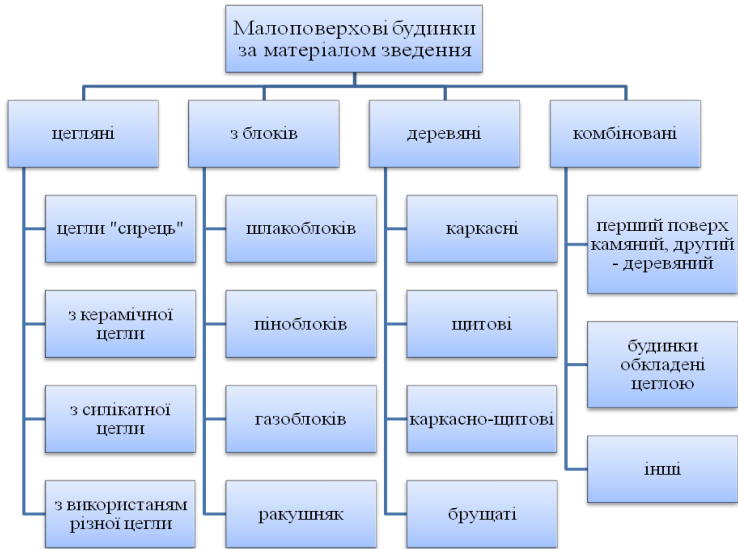 Малоповерхові будинки
за матеріалом зведення
цегляні
цегли "сирець"
з керамічної
цегли
з силікатної
цегли
з використаням
різної цегли
з блоків
шлакоблоків
піноблоків
газоблоків
ракушняк
деревяні
каркасні
щитові
каркасно-щитові
брущаті
комбіновані
перший поверх
камяний, другий
- деревяний
будинки
обкладені
цеглою
інші